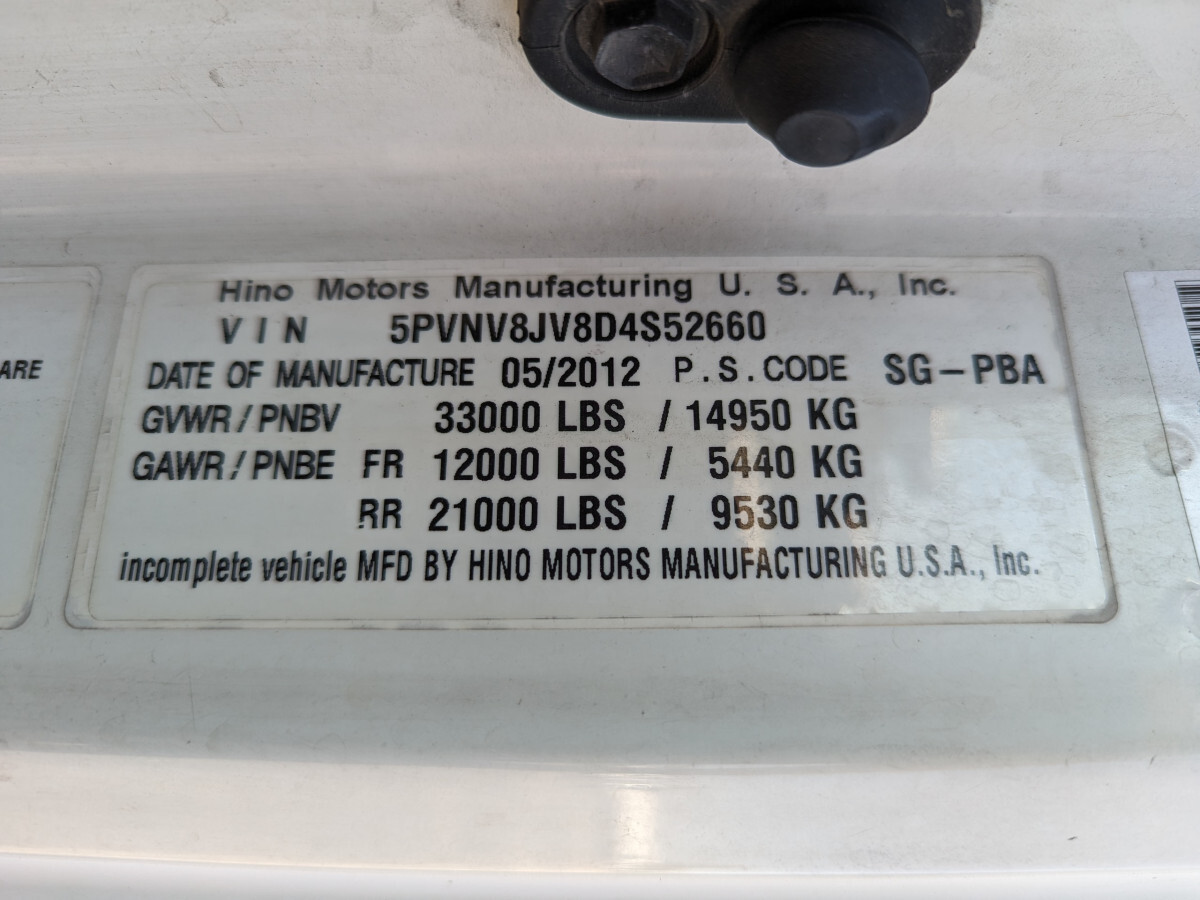 Hino Motors Manufacturing U. S. A., Inc.
VIN 5PVNV8JV8D4S52660
ARE
DATE OF MANUFACTURE 05/2012 P.S.CODE SG-PBA
GVWR/PNBV 33000 LBS / 14950 KG
GAWR/PNBE FR 12000 LBS / 5440 KG
RR 21000 LBS / 9530 KG
incomplete vehicle MFD BY HINO MOTORS MANUFACTURING U.S.A., Inc.